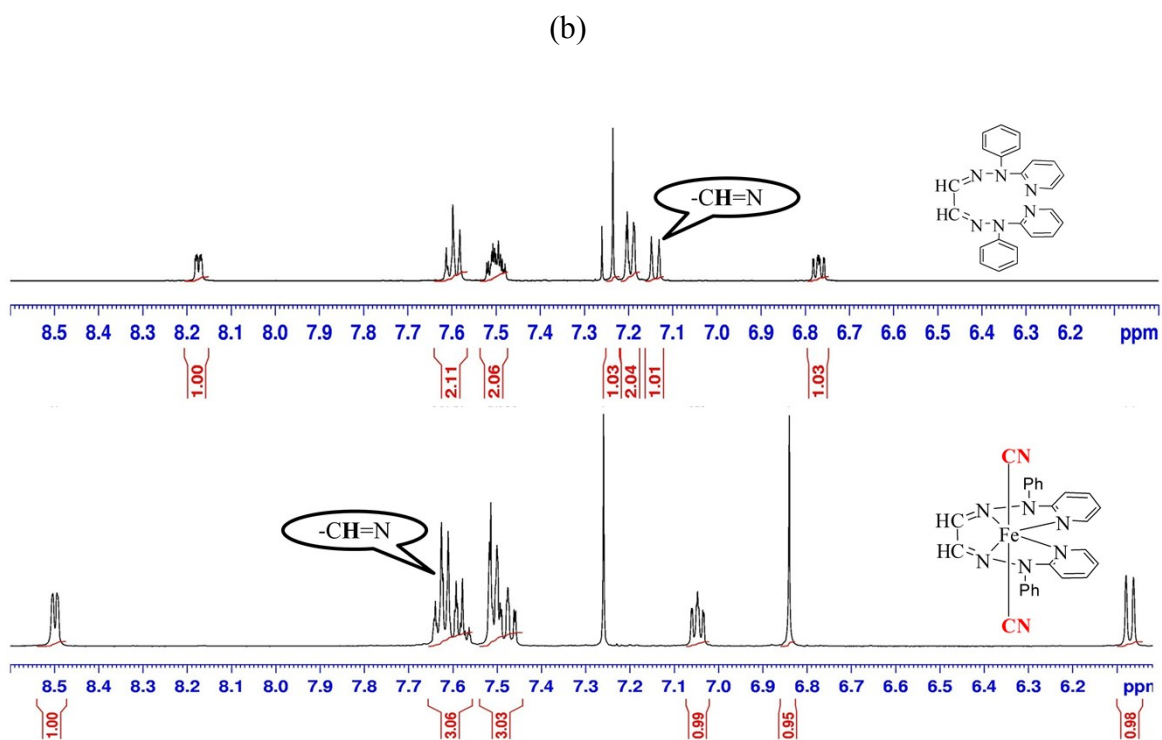 (b)
-CH=N
N N N
HC
HC
N N N
8.5 8.4 8.3 8.2 8.1 8.0 7.9 7.8 7.7 7.6 7.5 7.4 7.3 7.2 7.1 7.0 6.9 6.8 6.7 6.6 6.5 6.4 6.3 6.2 ppm
1.00 2.11 2.06 1.03 2.04 1.01 1.03
CN
Ph
-CH=N
N N
HC N
Fe
HC N
N N
Ph
CN
8.5 8.4 8.3 8.2 8.1 8.0 7.9 7.8 7.7 7.6 7.5 7.4 7.3 7.2 7.1 7.0 6.9 6.8 6.7 6.6 6.5 6.4 6.3 6.2 ppm
1.00 3.06 3.03 0.99 0.95 0.98